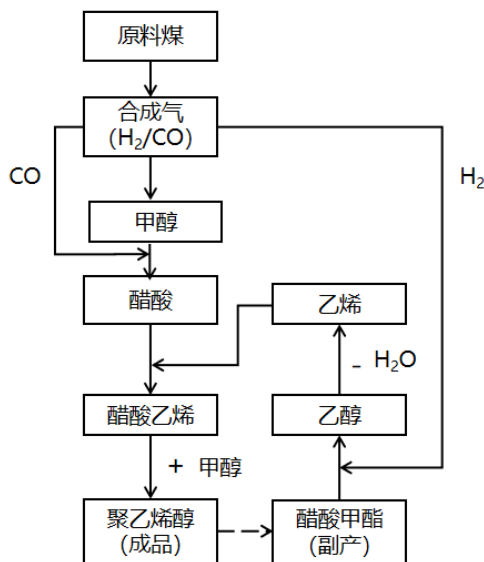 原料煤
合成气
(H₂/CO)
CO
H₂
甲醇
醋酸
乙烯
- H₂O
醋酸乙烯
乙醇
+ 甲醇
聚乙烯醇
(成品)
醋酸甲酯
(副产)